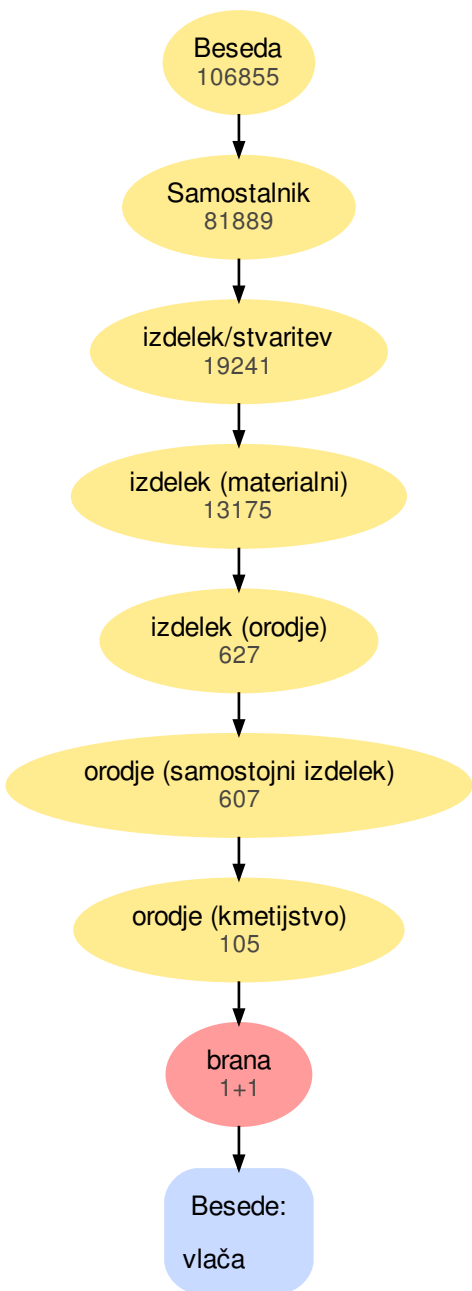 Beseda
106855
Samostalnik
81889
izdelek/stvaritev
19241
izdelek (materialni)
13175
izdelek (orodje)
627
orodje (samostojni izdelek)
607
orodje (kmetijstvo)
105
brana
1+1
Besede:
vlača